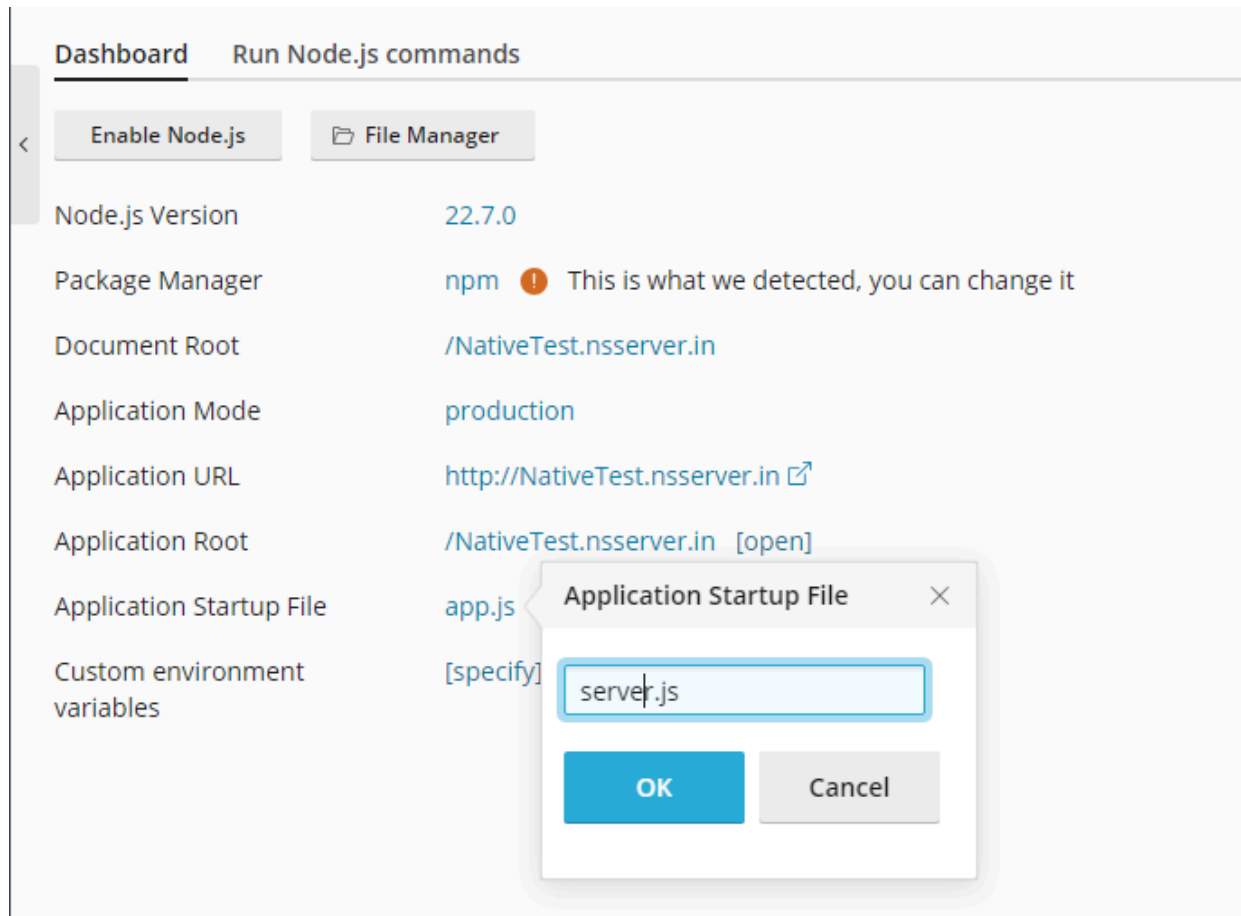 Dashboard Run Node.js commands
Enable Node.js File Manager
Node.js Version 22.7.0
Package Manager npm This is what we detected, you can change it
Document Root /NativeTest.nsserver.in
Application Mode production
Application URL http://NativeTest.nsserver.in
Application Root /NativeTest.nsserver.in [open]
Application Startup File app.js
Custom environment variables [specify]
Application Startup File
server.js
OK Cancel